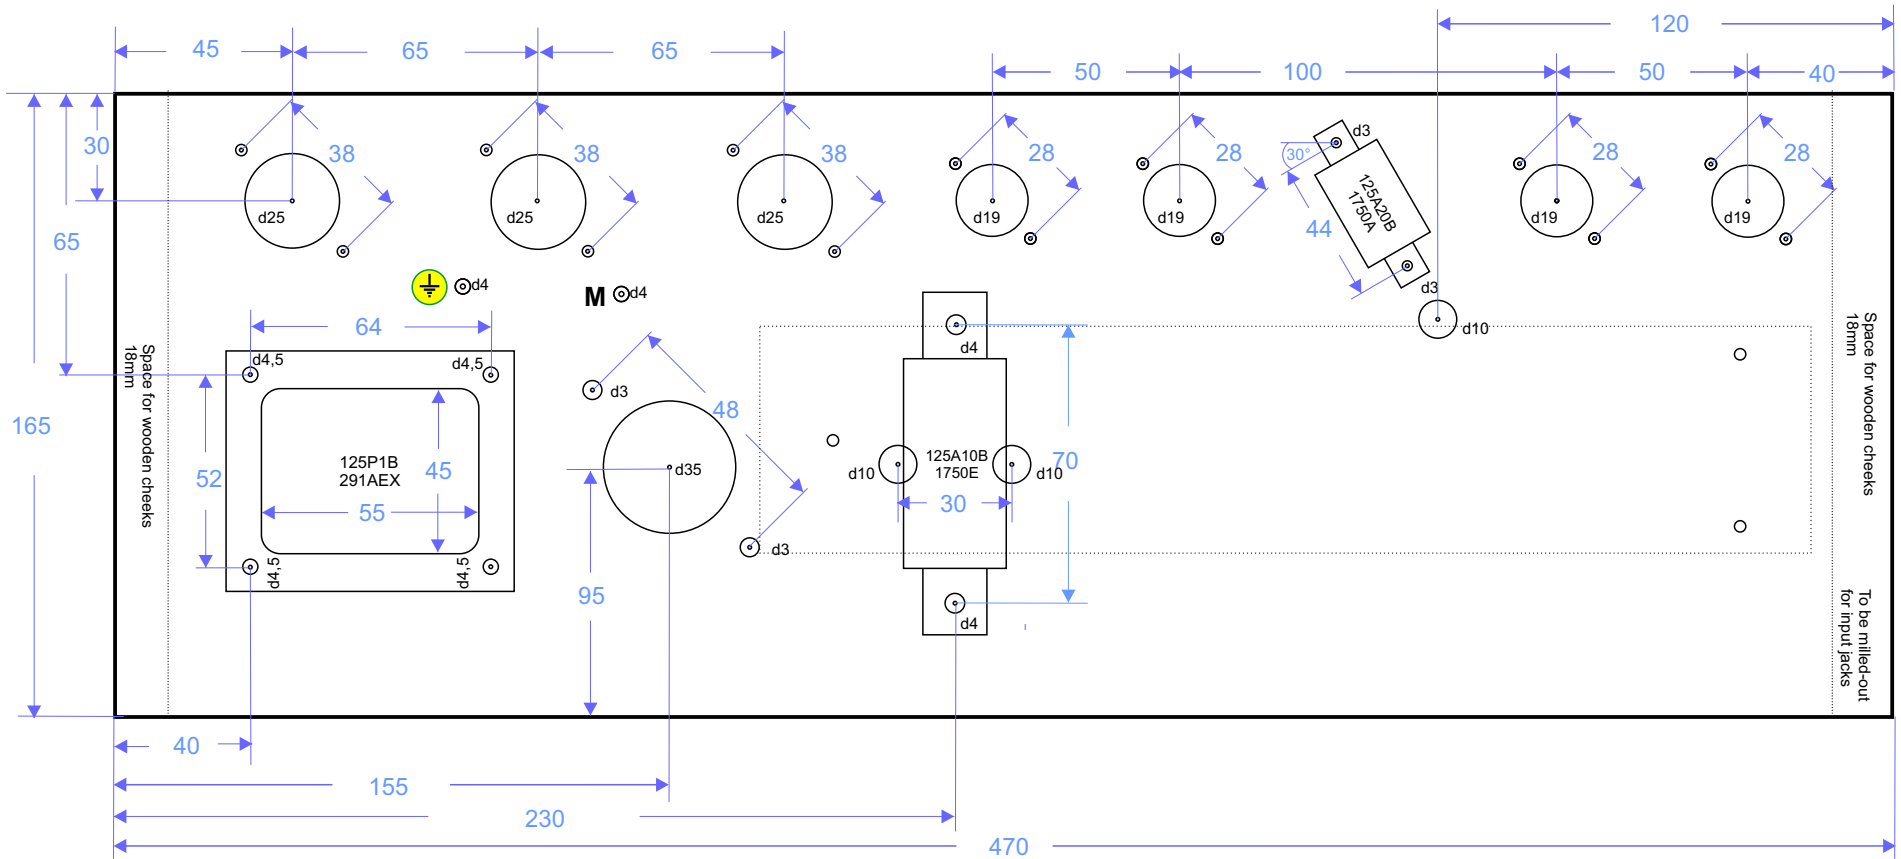 120
45
65
65
50
100
50
40
30
38
38
38
28
28
28
28
d3
30°
125A20B
1750A
44
d3
d25
d25
d25
d19
d19
d19
d19
65
d4
M
d4
64
d10
d4,5
d4,5
d4
d3
48
Space for wooden cheeks
18mm
Space for wooden cheeks
18mm
165
52
125P1B
291AEX
45
55
d35
d10
125A10B
1750E
d10
70
30
d3
d4,5
d4,5
95
d4
To be milled-out
for input jacks
40
155
230
470